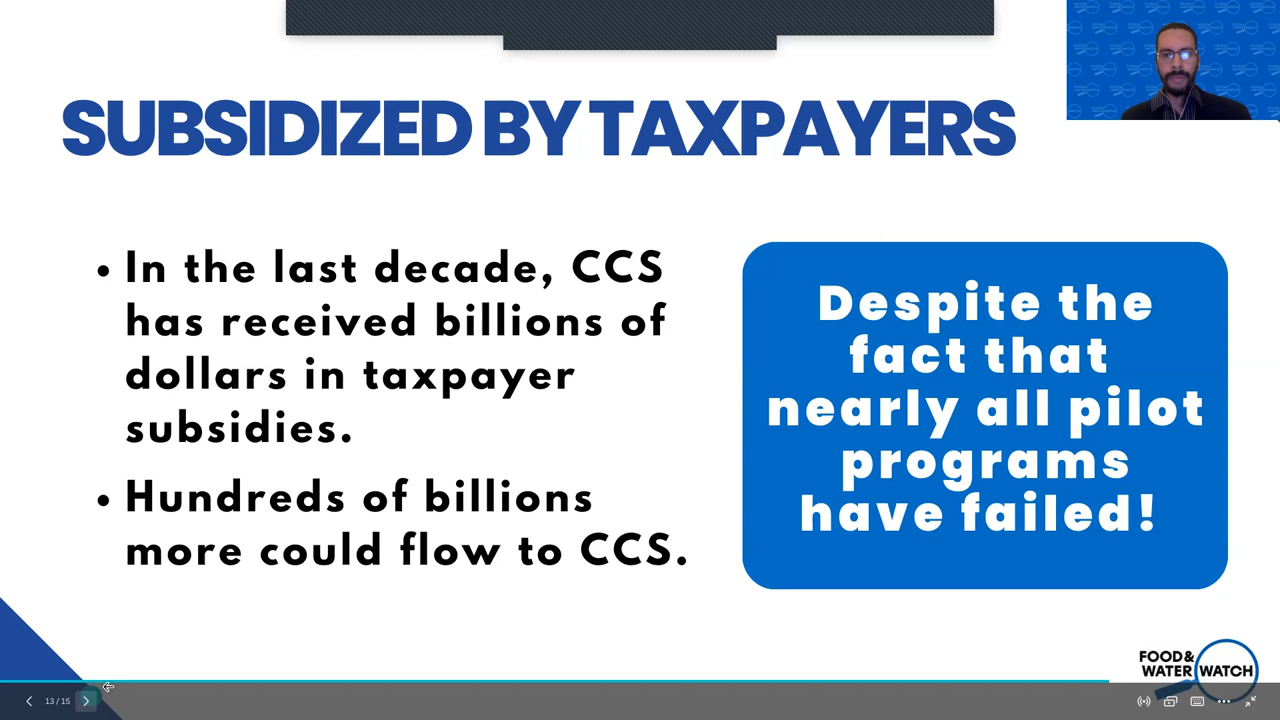 SUBSIDIZED BY TAXPAYERS
• In the last decade, CCS
has received billions of
dollars in taxpayer
subsidies.
• Hundreds of billions
more could flow to CCS.
Despite the
fact that
nearly all pilot
programs
have failed!
FOOD &
WATER WATCH
13 / 15